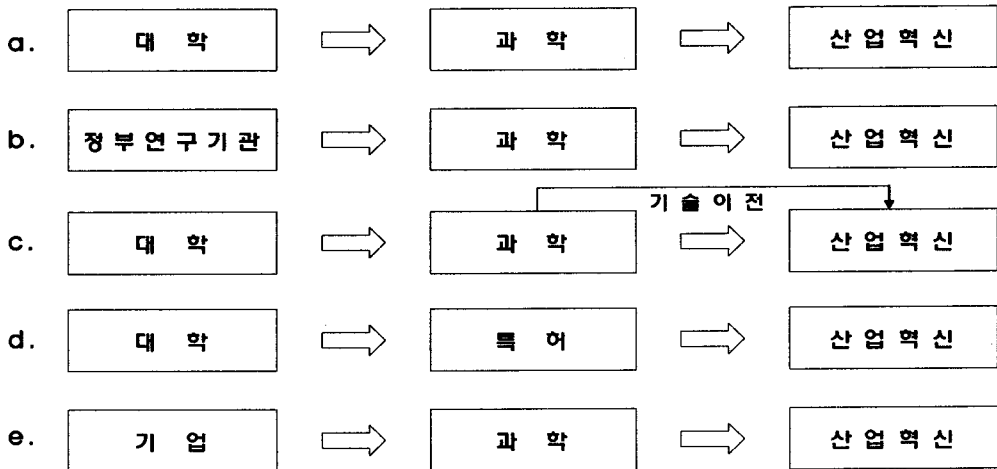 a. 대 학 과 학 산 업 혁 신
b. 정 부 연 구 기 관 과 학 산 업 혁 신
기 술 이 전
c. 대 학 과 학 산 업 혁 신
d. 대 학 특 허 산 업 혁 신
e. 기 업 과 학 산 업 혁 신